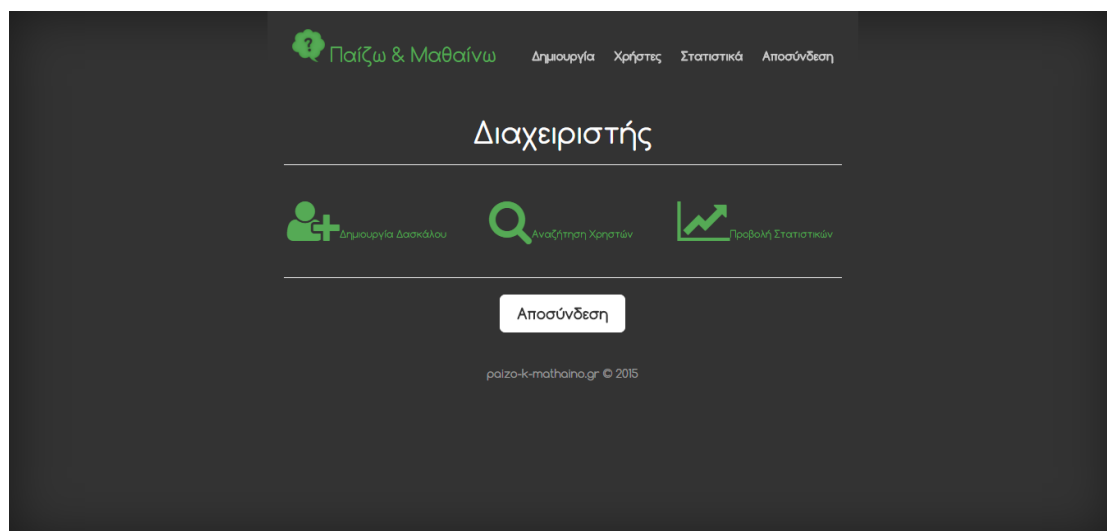 ?
Παίζω & Μαθαίνω Δημιουργία Χρήστες Στατιστικά Αποσύνδεση
Διαχειριστής
Δημιουργία Δασκάλου Αναζήτηση Χρηστών Προβολή Στατιστικών
Αποσύνδεση
paizo-k-mathaino.gr © 2015